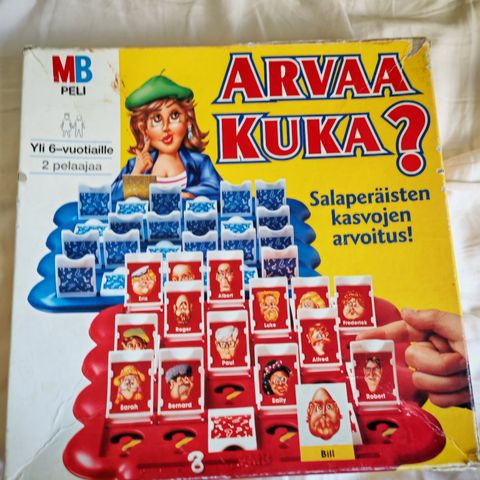 MB
PELI
ARVAA
KUKA?
Yli 6–vuotiaille
2 pelaajaa
Salaperäisten
kasvojen
arvoitus!
Eric
Albert
Roger
Luke
Frederick
Paul
Alfred
Sarah
Bernard
Sally
Robert
Bill